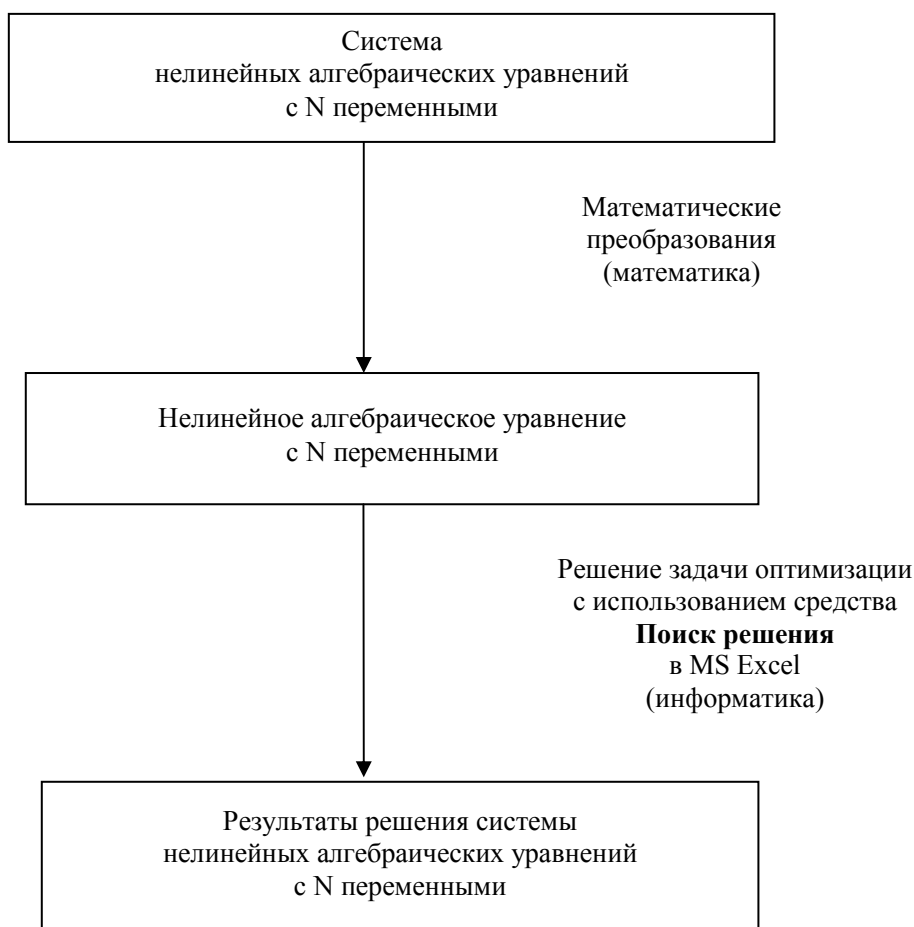 Система
нелинейных алгебраических уравнений
с N переменными
Математические
преобразования
(математика)
Нелинейное алгебраическое уравнение
с N переменными
Решение задачи оптимизации
с использованием средства
Поиск решения
в MS Excel
(информатика)
Результаты решения системы
нелинейных алгебраических уравнений
с N переменными